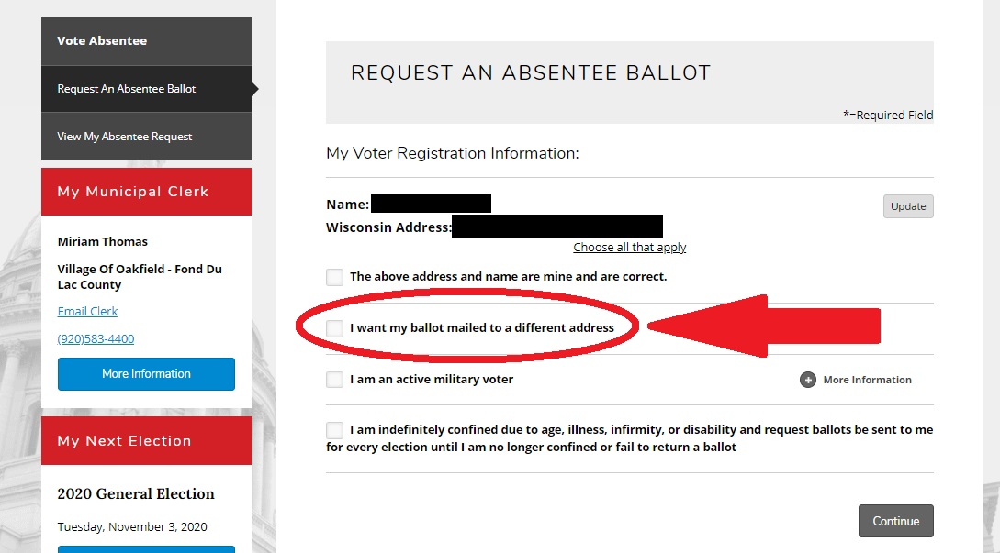 Vote Absentee
Request An Absentee Ballot
View My Absentee Request
My Municipal Clerk
Miriam Thomas
Village Of Oakfield - Fond Du
Lac County
Email Clerk
(920)583-4400
More Information
My Next Election
2020 General Election
Tuesday, November 3, 2020
REQUEST AN ABSENTEE BALLOT
*=Required Field
My Voter Registration Information:
Name:
Update
Wisconsin Address:
Choose all that apply
The above address and name are mine and are correct.
I want my ballot mailed to a different address
I am an active military voter
+ More Information
I am indefinitely confined due to age, illness, infirmity, or disability and request ballots be sent to me
for every election until I am no longer confined or fail to return a ballot
Continue